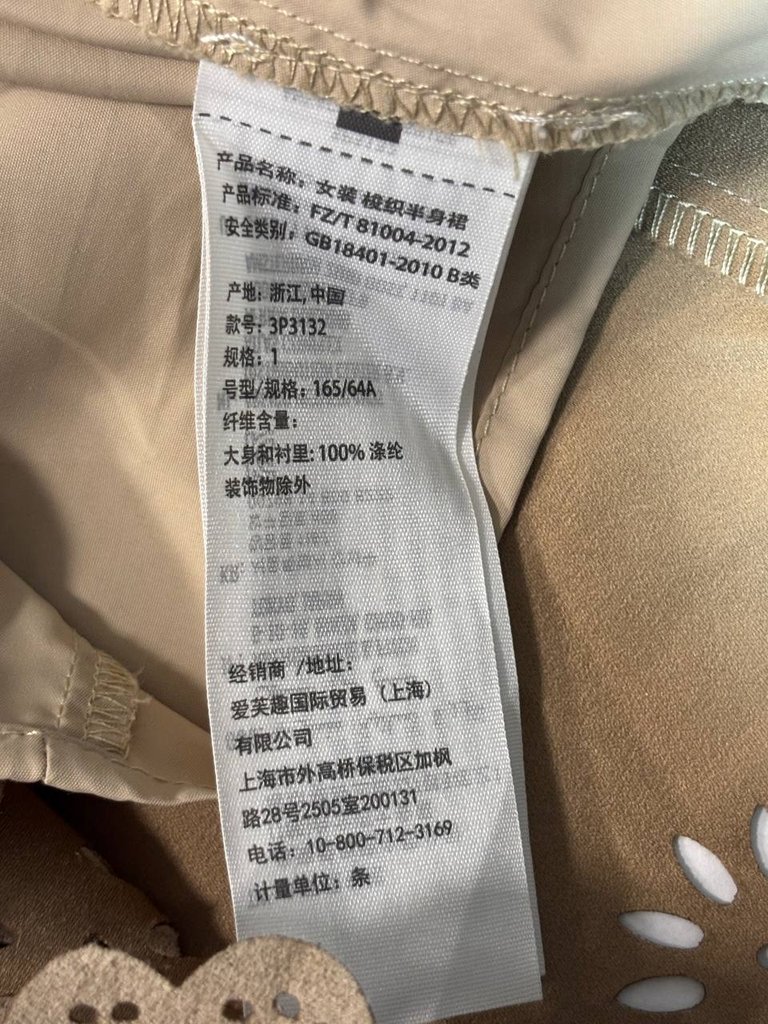 产品名称：女装 梭织半身裙
产品标准：FZ/T 81004-2012
安全类别：GB18401-2010 B类
产地：浙江, 中国
款号：3P3132
规格：1
号型/规格：165/64A
纤维含量：
大身和衬里: 100% 涤纶
装饰物除外
经销商 /地址：
爱芙趣国际贸易（上海）
有限公司
上海市外高桥保税区加枫
路28号2505室200131
电话：10-800-712-3169
计量单位：条